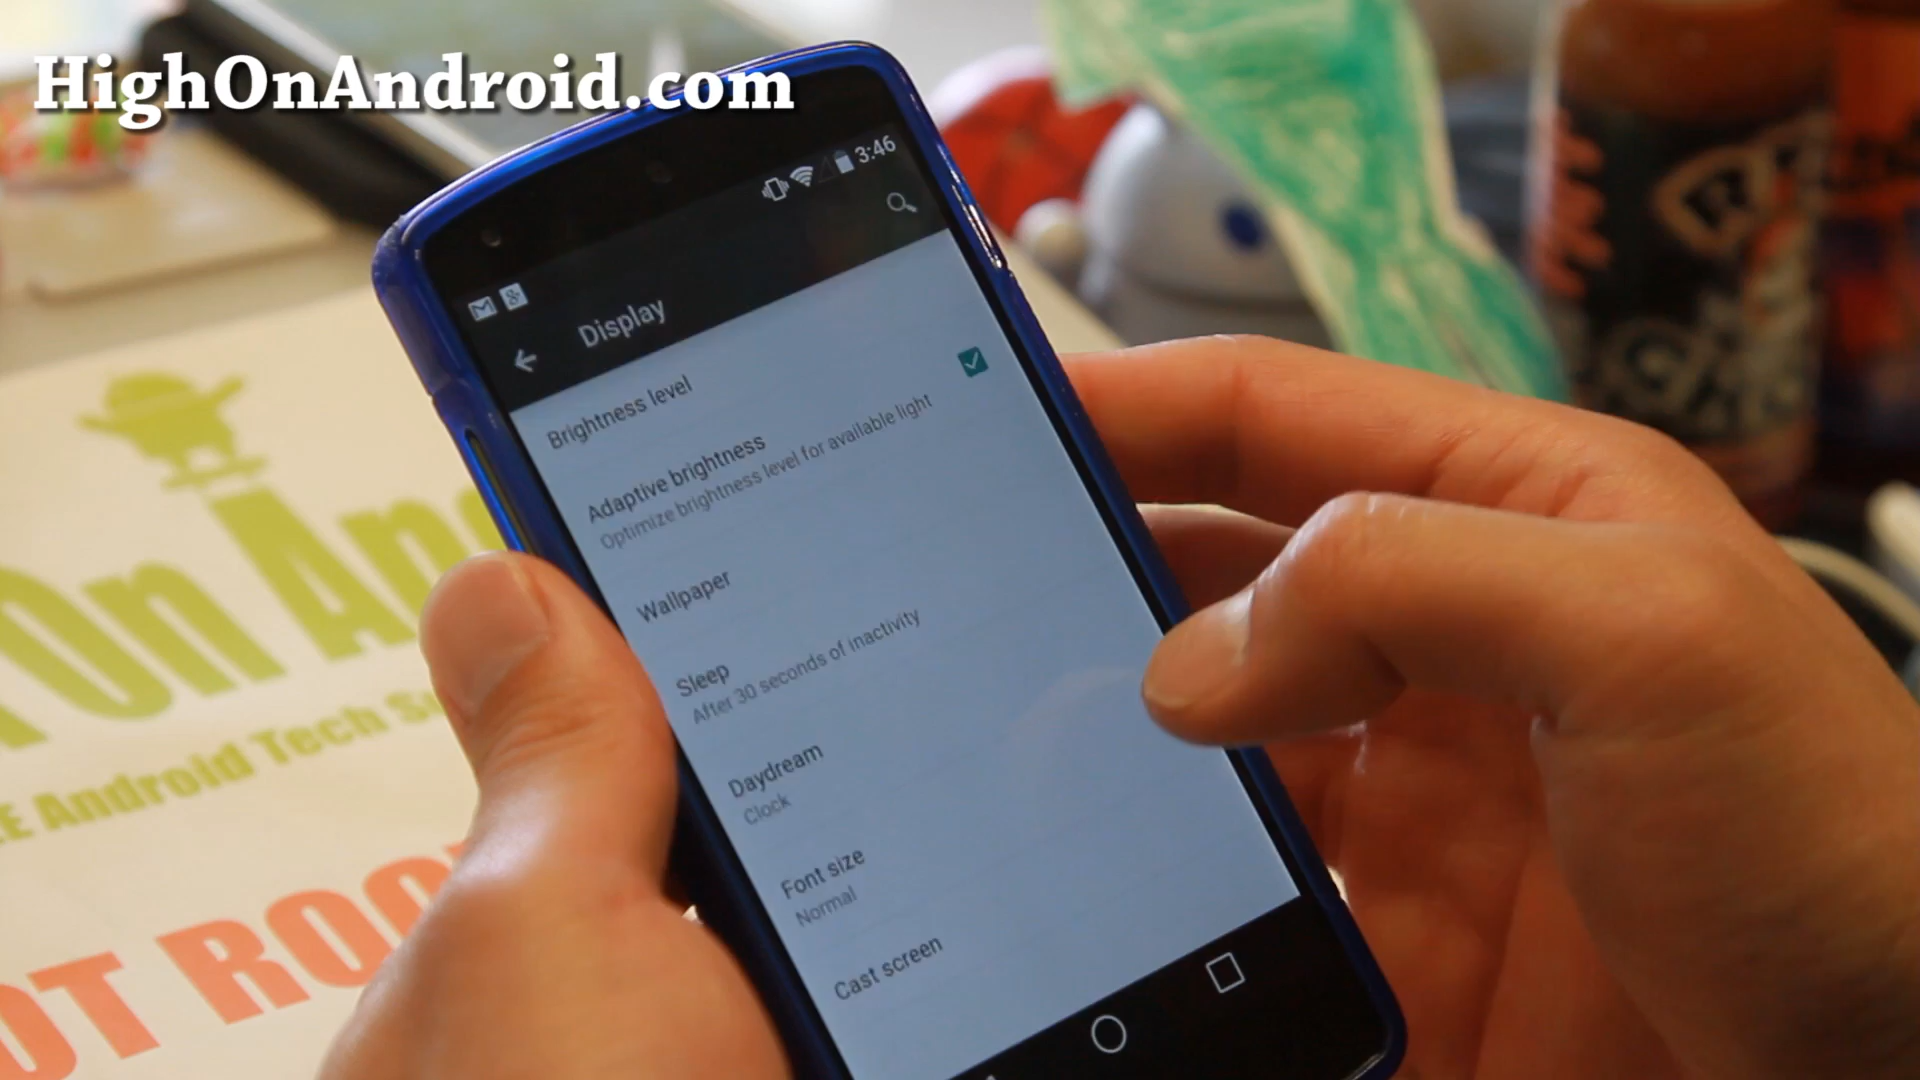 HighOnAndroid.com
3:46
Display
Brightness level
Adaptive brightness
Optimize brightness level for available light
Wallpaper
Sleep
After 30 seconds of inactivity
Daydream
Clock
Font size
Normal
Cast screen
On
Android Tech